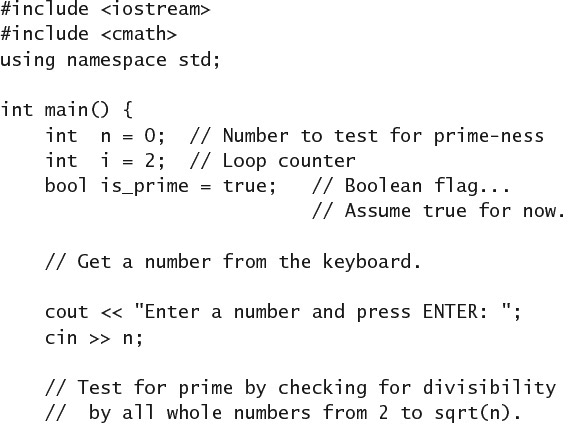 #include <iostream>
#include <cmath>
using namespace std;
int main() {
    int  n = 0;  // Number to test for prime-ness
    int  i = 2;  // Loop counter
    bool is_prime = true;   // Boolean flag...
                            // Assume true for now.
    // Get a number from the keyboard.
    cout << "Enter a number and press ENTER: ";
    cin >> n;
    // Test for prime by checking for divisibility
    //  by all whole numbers from 2 to sqrt(n).